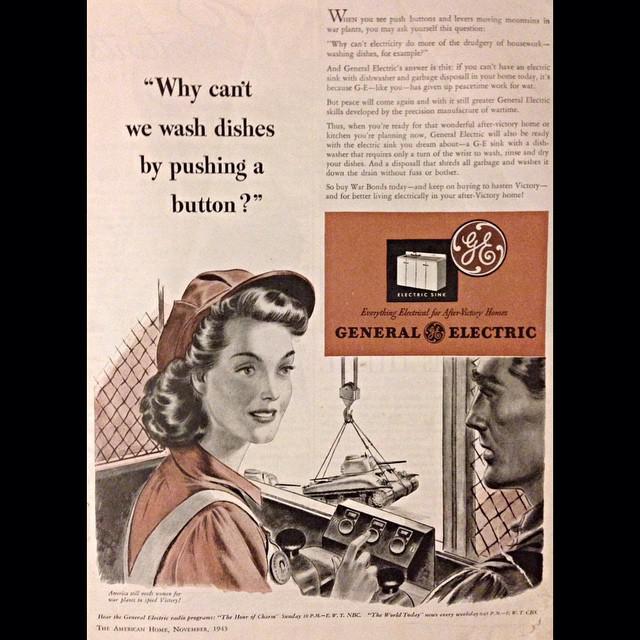 "Why can't
we wash dishes
by pushing a
button?"
WHEN you see push buttons and levers moving mountains in
war plants, you may ask yourself this question:
"Why can't electricity do more of the drudgery of housework—
washing dishes, for example?"
And General Electric's answer is this: if you can't have an electric
sink with dishwasher and garbage disposall in your home today, it's
because G-E—like you—has given up peacetime work for war.
But peace will come again and with it still greater General Electric
skills developed by the precision manufacture of wartime.
Thus, when you're ready for that wonderful after-victory home or
kitchen you're planning now, General Electric will also be ready
with the electric sink you dream about—a G-E sink with a dish-
washer that requires only a turn of the wrist to wash, rinse and dry
your dishes. And a disposall that shreds all garbage and washes it
down the drain without fuss or bother.
So buy War Bonds today—and keep on buying to hasten Victory—
and for better living electrically in your after-Victory home!
GE
ELECTRIC SINK
Everything Electrical for After-Victory Homes
GENERAL GE ELECTRIC
America still needs women for
war plants to speed Victory!
Hear the General Electric radio programs: "The Hour of Charm" Sunday 10 P.M.—E.W.T. NBC. "The World Today" news every weekday 6:45 P.M.—E.W.T. CBS.
THE AMERICAN HOME, NOVEMBER, 1943